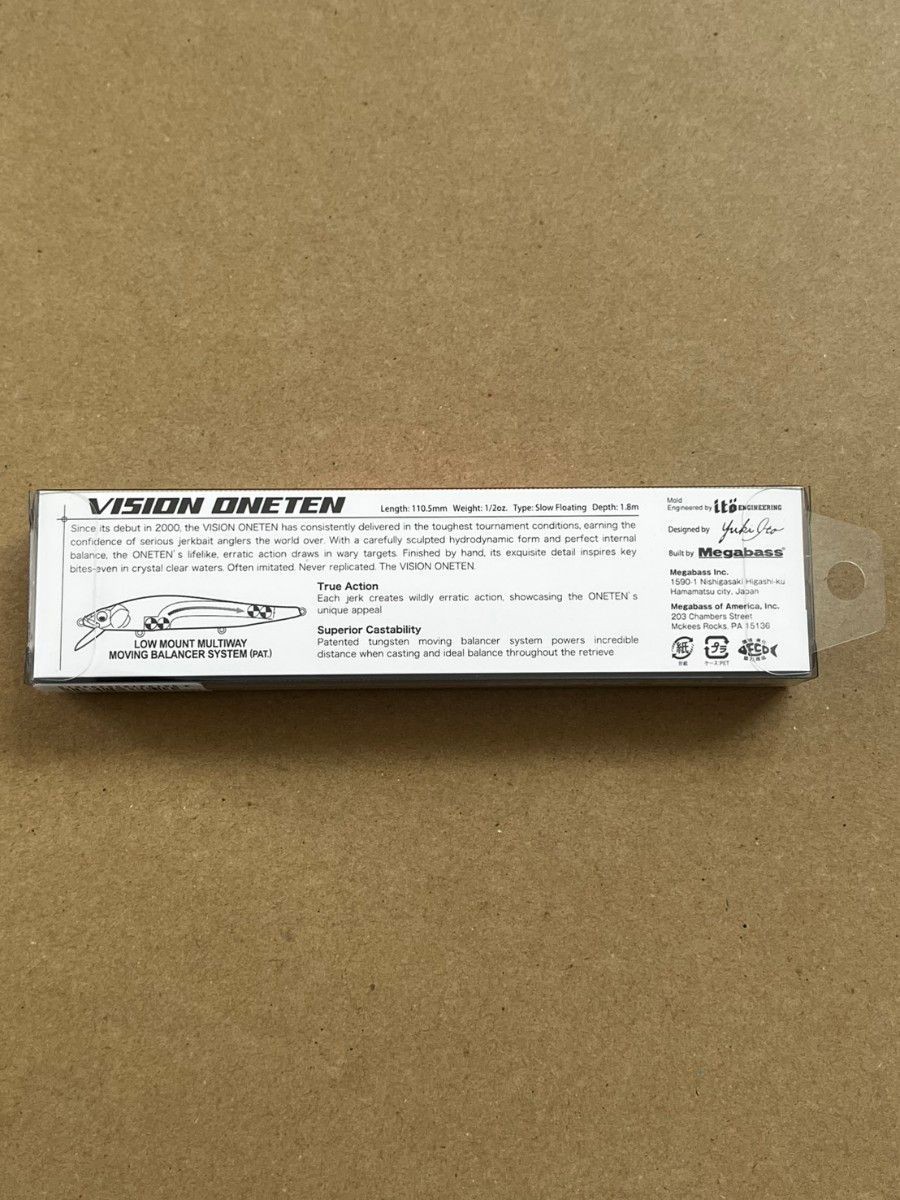 VISION ONETEN
Length: 110.5mm Weight: 1/2oz. Type: Slow Floating Depth: 1.8m
Since its debut in 2000, the VISION ONETEN has consistently delivered in the toughest tournament conditions, earning the
confidence of serious jerkbait anglers the world over. With a carefully sculpted hydrodynamic form and perfect internal
balance, the ONETEN's lifelike, erratic action draws in wary targets. Finished by hand, its exquisite detail inspires key
bites-even in crystal clear waters. Often imitated. Never replicated. The VISION ONETEN.
True Action
Each jerk creates wildly erratic action, showcasing the ONETEN's
unique appeal
Superior Castability
Patented tungsten moving balancer system powers incredible
distance when casting and ideal balance throughout the retrieve
LOW MOUNT MULTIWAY
MOVING BALANCER SYSTEM (PAT.)
Mold
Engineered by itö ENGINEERING
Designed by Yuki Ito
Built by Megabass®
Megabass Inc.
1590-1 Nishigasaki Higashi-ku
Hamamatsu city, Japan
Megabass of America, Inc.
203 Chambers Street
Mckees Rocks, PA 15136
紙 プラ ECO
台紙 ケース:PET